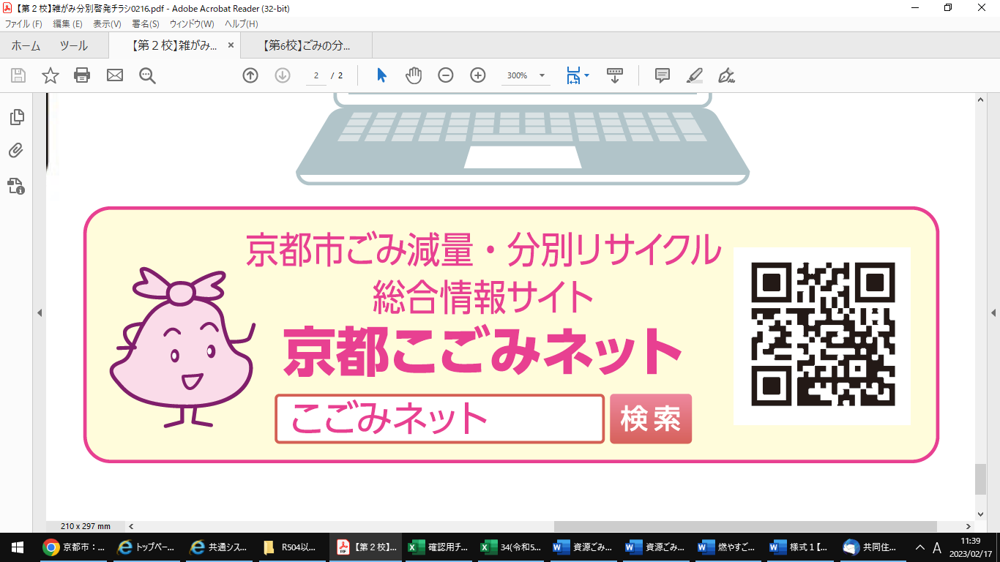 【第２校】雑がみ分別啓発チラシ0216.pdf - Adobe Acrobat Reader (32-bit)
ファイル(F) 編集(E) 表示(V) 署名(S) ウィンドウ(W) ヘルプ(H)
ホーム ツール 【第２校】雑がみ... × 【第6校】ごみの分...
2 / 2 300%
京都市ごみ減量・分別リサイクル
総合情報サイト
京都こごみネット
こごみネット 検索
210 x 297 mm
京都市：... トップペー... 共通シス... R504以... 【第２校】... 確認用チ... 34(令和5... 資源ごみ... 資源ごみ... 燃やすご... 様式１【... 共同住... A 11:39
2023/02/17